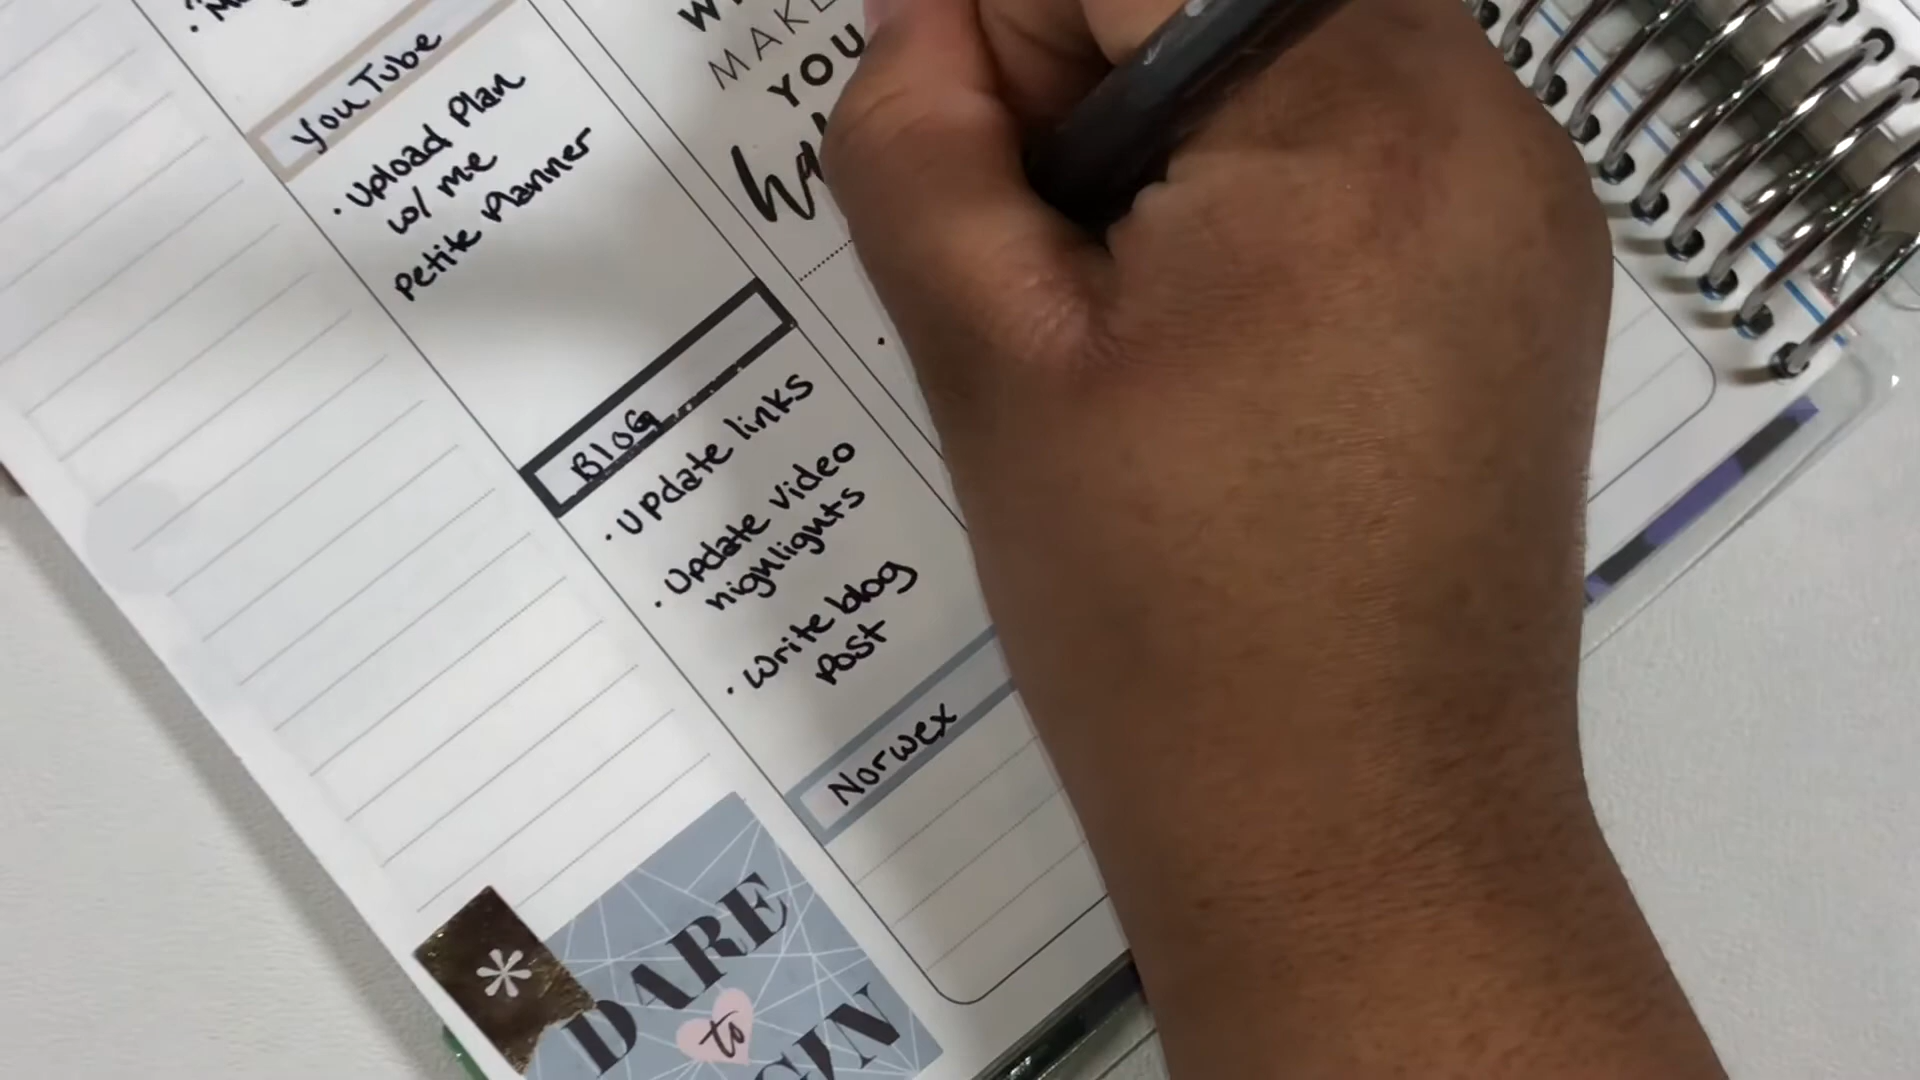 YouTube
• Upload Plan
w/ me
Petite Planner
BlOG
• Update links
• Update Video
highlights
• Write blog
Post
Norwex
MAKE
YOU
*
DARE
to